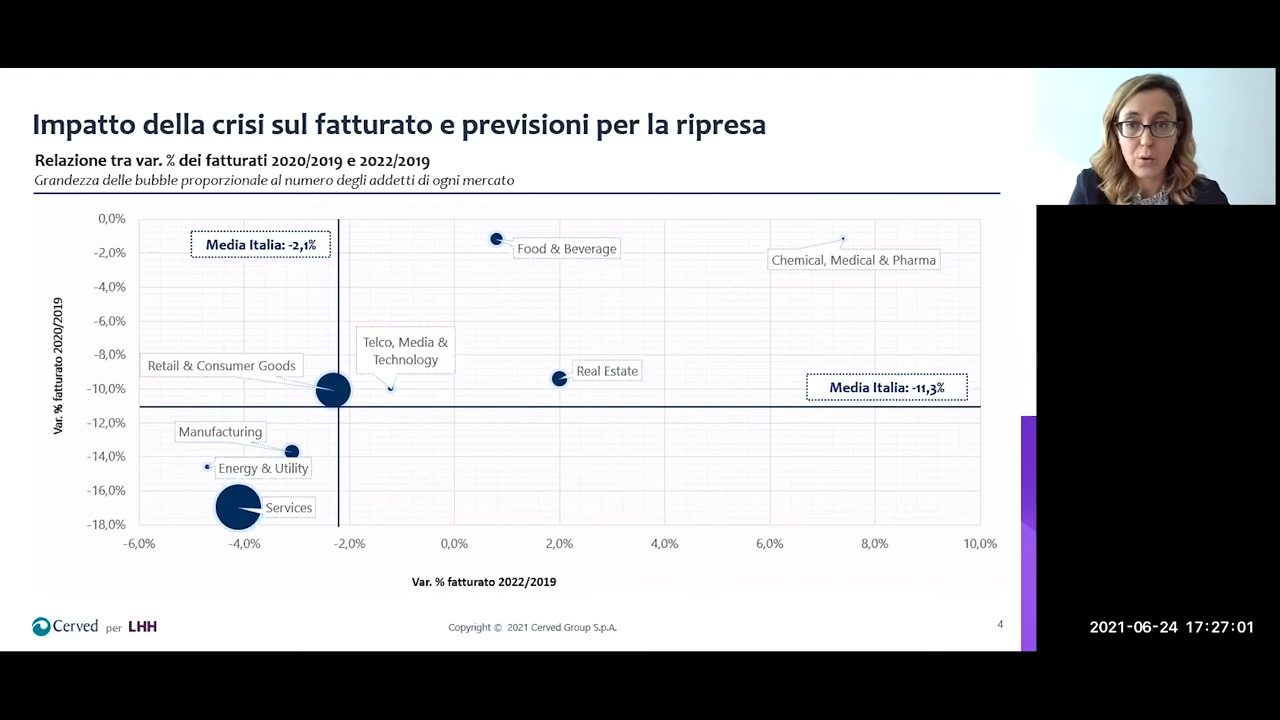 Impatto della crisi sul fatturato e previsioni per la ripresa
Relazione tra var. % dei fatturati 2020/2019 e 2022/2019
Grandezza delle bubble proporzionale al numero degli addetti di ogni mercato
Var. % fatturato 2020/2019
0,0%
-2,0%
-4,0%
-6,0%
-8,0%
-10,0%
-12,0%
-14,0%
-16,0%
-18,0%
Media Italia: -2,1%
Food & Beverage
Chemical, Medical & Pharma
Telco, Media &
Technology
Retail & Consumer Goods
Real Estate
Media Italia: -11,3%
Manufacturing
Energy & Utility
Services
-6,0%
-4,0%
-2,0%
0,0%
2,0%
4,0%
6,0%
8,0%
10,0%
Var. % fatturato 2022/2019
Cerved per LHH
Copyright © 2021 Cerved Group S.p.A.
4
2021-06-24 17:27:01